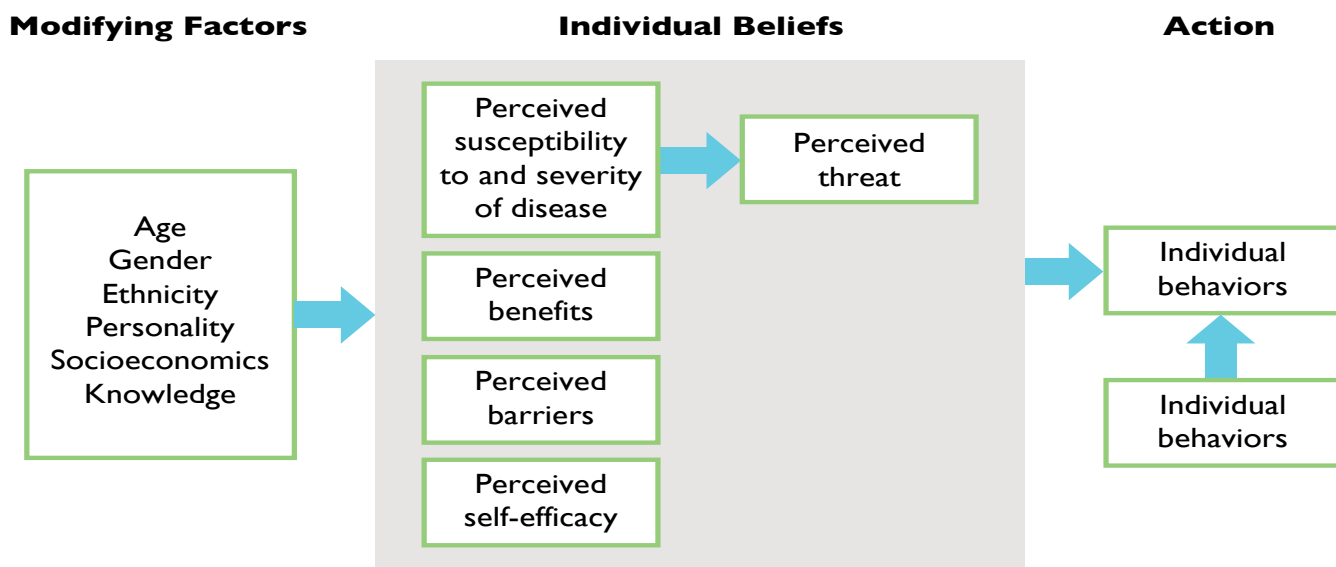 Modifying Factors
Individual Beliefs
Action
Age
Gender
Ethnicity
Personality
Socioeconomics
Knowledge
Perceived
susceptibility
to and severity
of disease
Perceived
threat
Perceived
benefits
Perceived
barriers
Perceived
self-efficacy
Individual
behaviors
Individual
behaviors